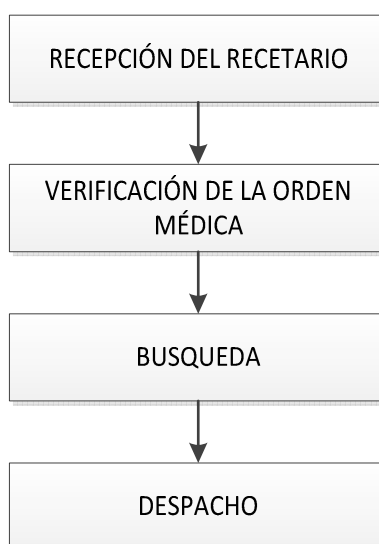 RECEPCIÓN DEL RECETARIO
VERIFICACIÓN DE LA ORDEN
MÉDICA
BUSQUEDA
DESPACHO